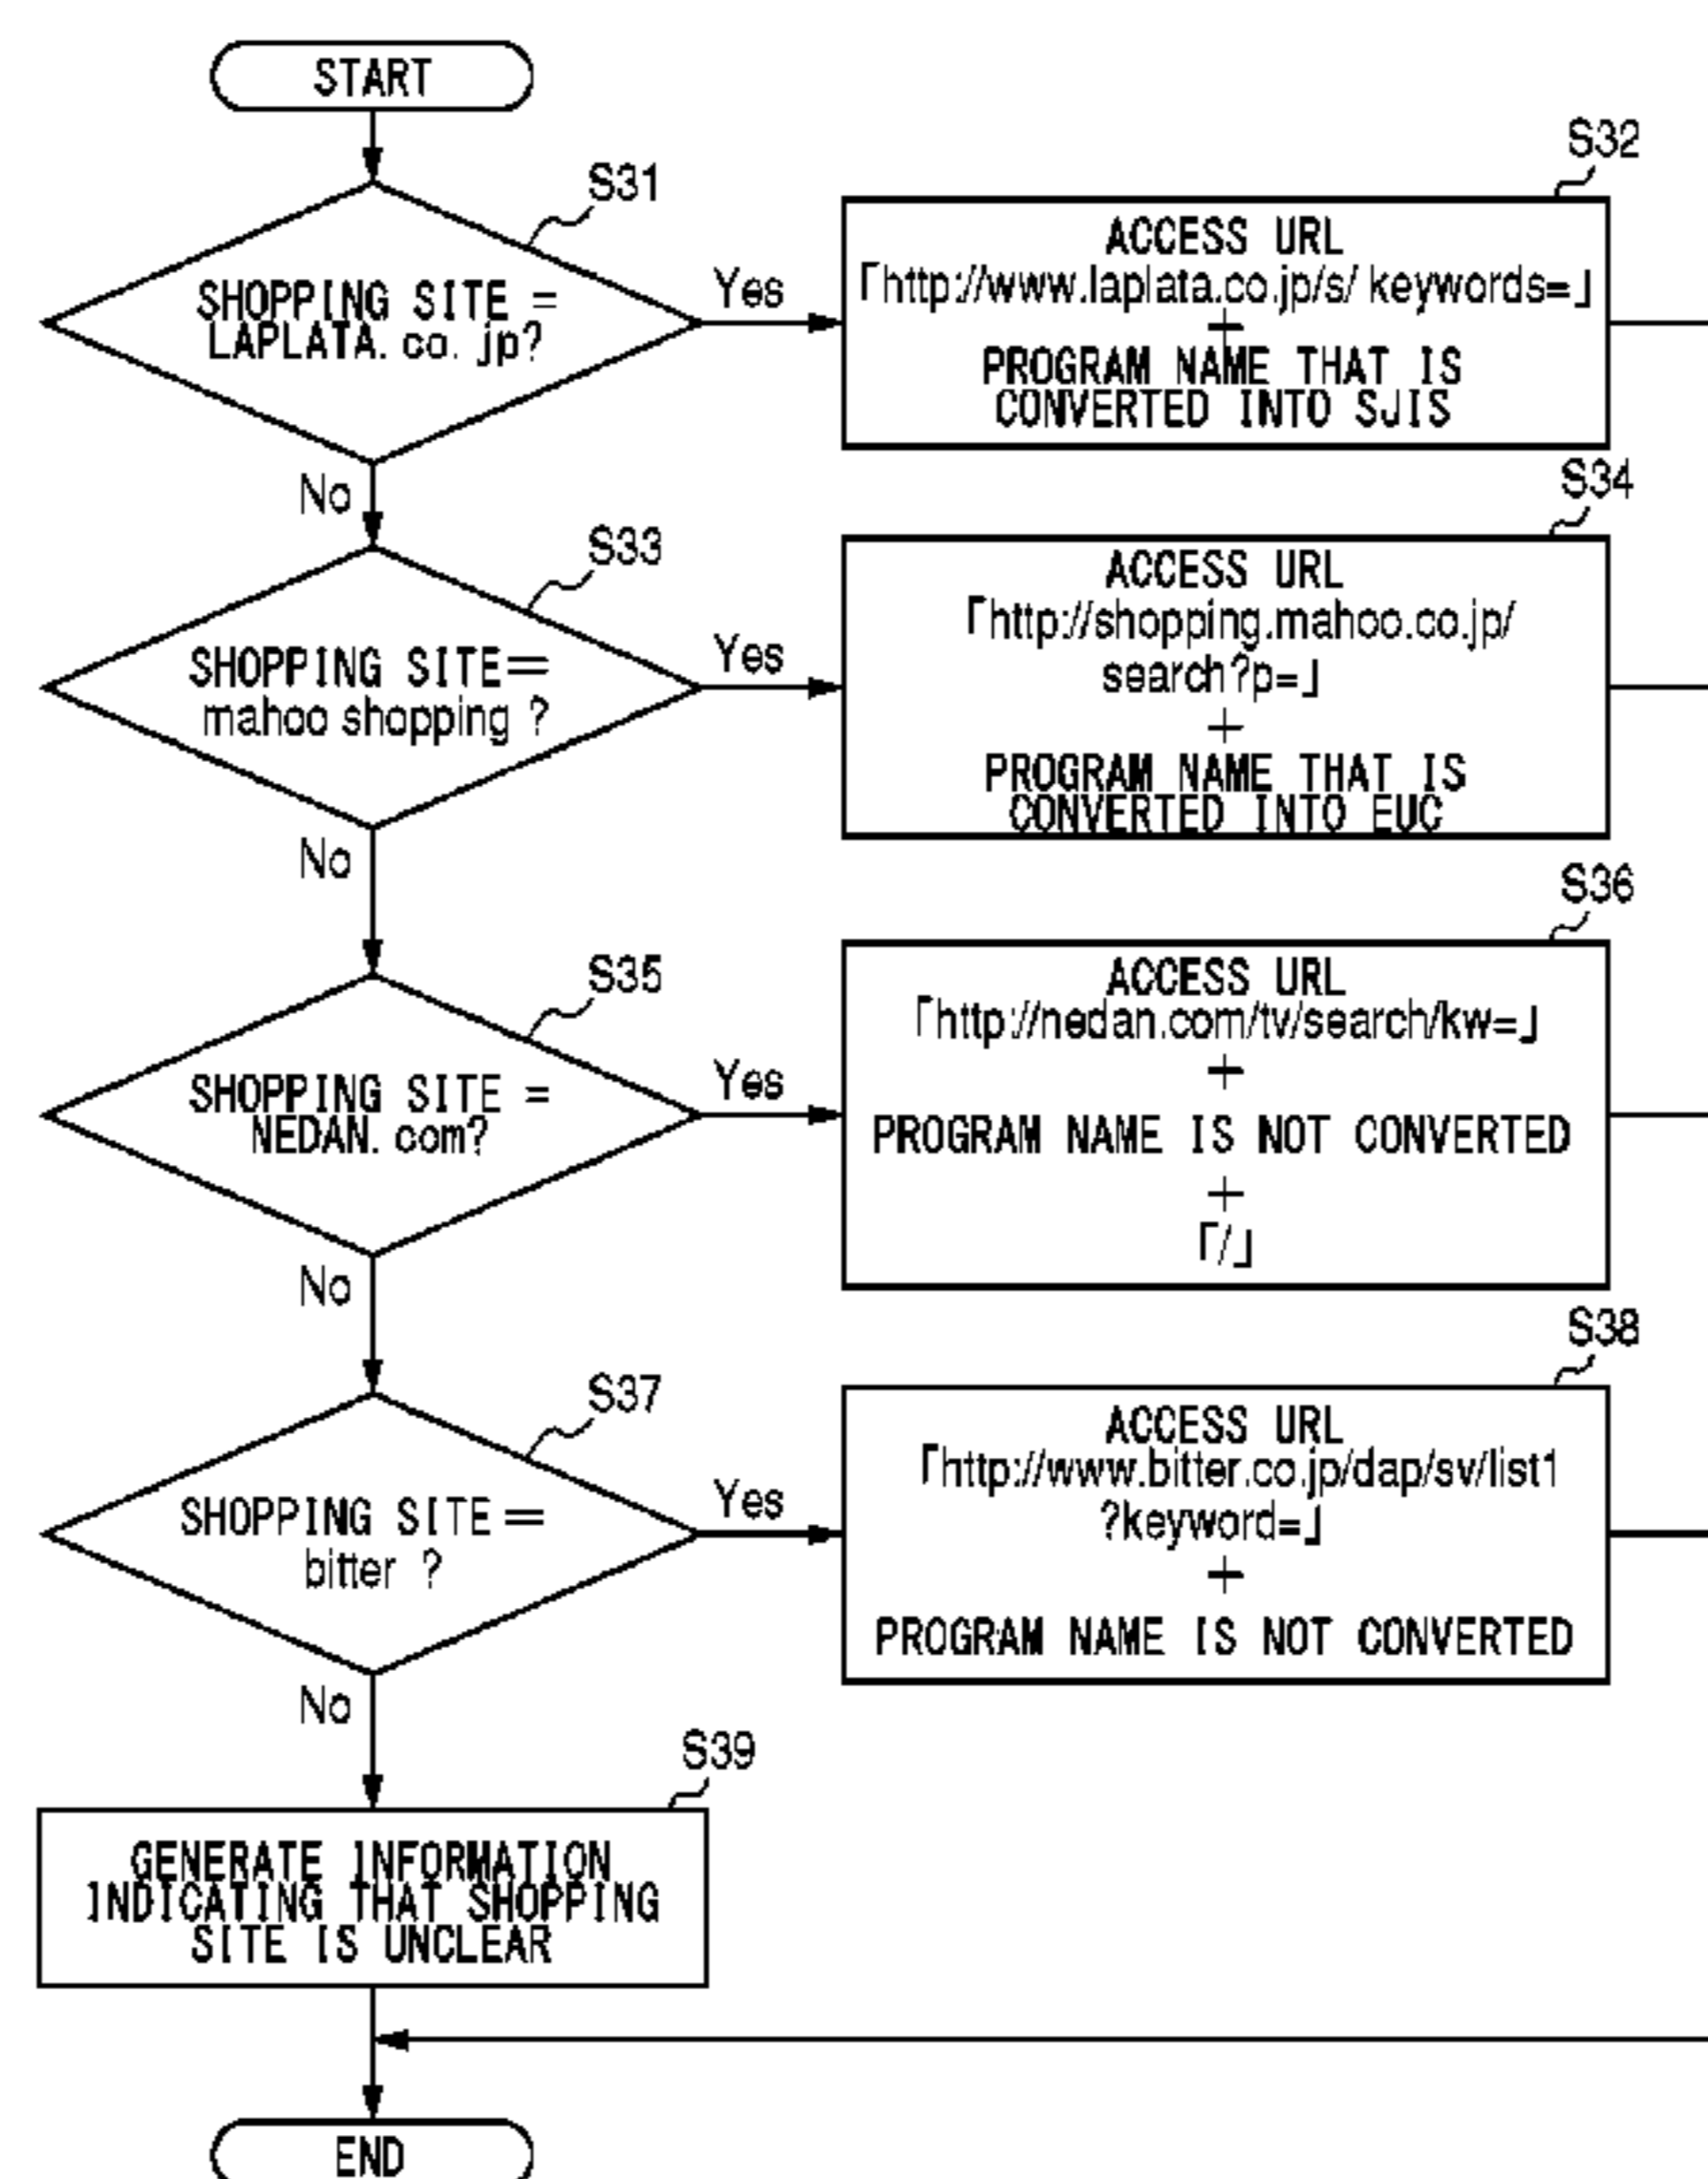 START
S31
SHOPPING SITE =
LAPLATA. co. jp?
Yes
No
S32
ACCESS URL
「http://www.laplata.co.jp/s/ keywords=」
+
PROGRAM NAME THAT IS
CONVERTED INTO SJIS
S33
SHOPPING SITE=
mahoo shopping ?
Yes
No
S34
ACCESS URL
「http://shopping.mahoo.co.jp/
search?p=」
+
PROGRAM NAME THAT IS
CONVERTED INTO EUC
S35
SHOPPING SITE =
NEDAN. com?
Yes
No
S36
ACCESS URL
「http://nedan.com/tv/search/kw=」
+
PROGRAM NAME IS NOT CONVERTED
+
「/」
S37
SHOPPING SITE=
bitter ?
Yes
No
S38
ACCESS URL
「http://www.bitter.co.jp/dap/sv/list1
?keyword=」
+
PROGRAM NAME IS NOT CONVERTED
S39
GENERATE INFORMATION
INDICATING THAT SHOPPING
SITE IS UNCLEAR
END